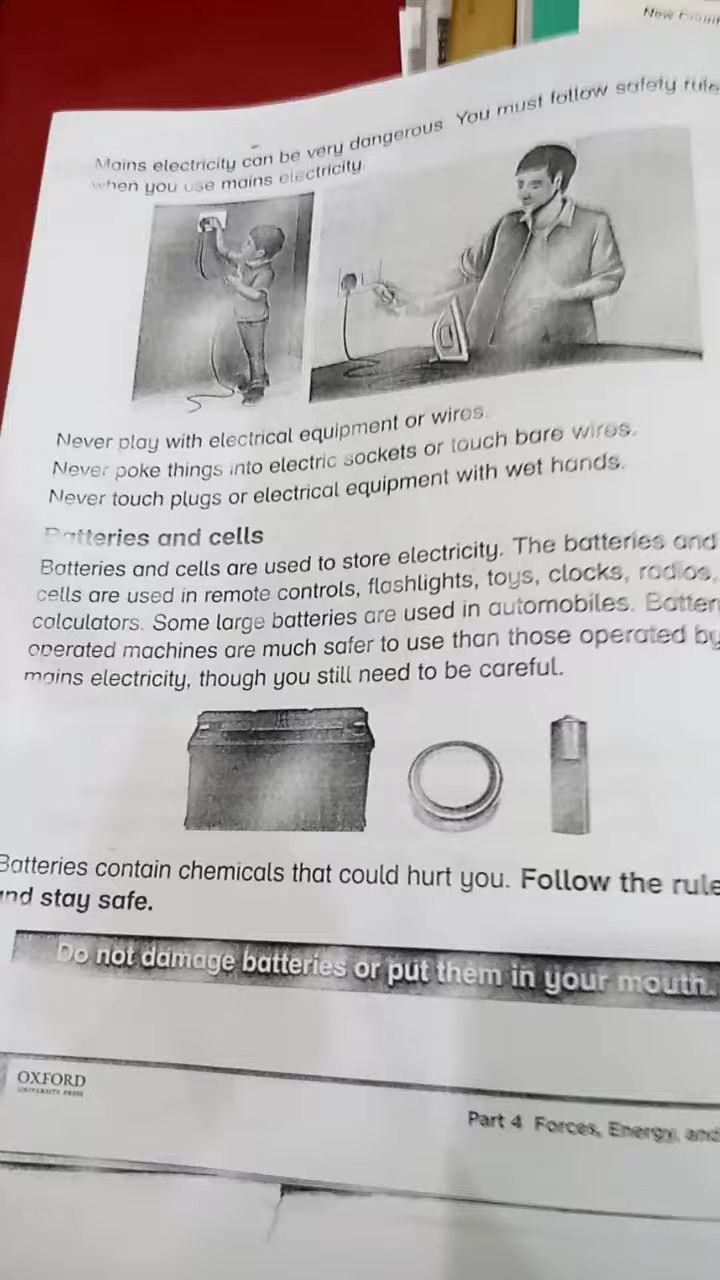 Mains electricity can be very dangerous You must follow safety rule
when you use mains electricity.
Never play with electrical equipment or wires.
Never poke things into electric sockets or touch bare wires.
Never touch plugs or electrical equipment with wet hands.
Batteries and cells
Batteries and cells are used to store electricity. The batteries and
cells are used in remote controls, flashlights, toys, clocks, radios,
calculators. Some large batteries are used in automobiles. Batter
operated machines are much safer to use than those operated by
mains electricity, though you still need to be careful.
Batteries contain chemicals that could hurt you. Follow the rule
and stay safe.
Do not damage batteries or put them in your mouth.
OXFORD
UNIVERSITY PRESS
Part 4 Forces, Energy, and